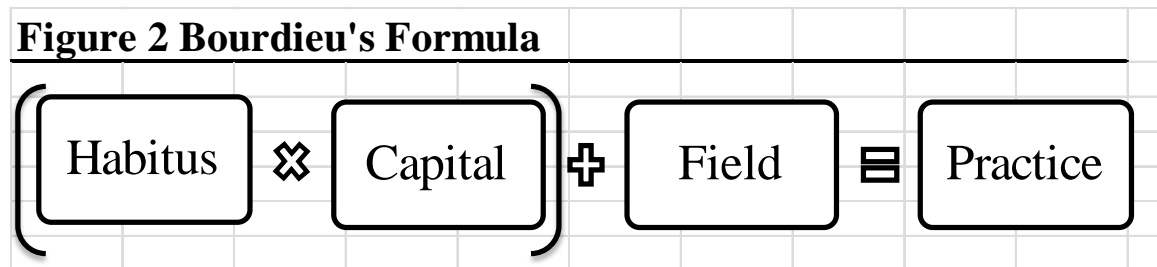 Figure 2 Bourdieu's Formula
(Habitus × Capital) + Field = Practice